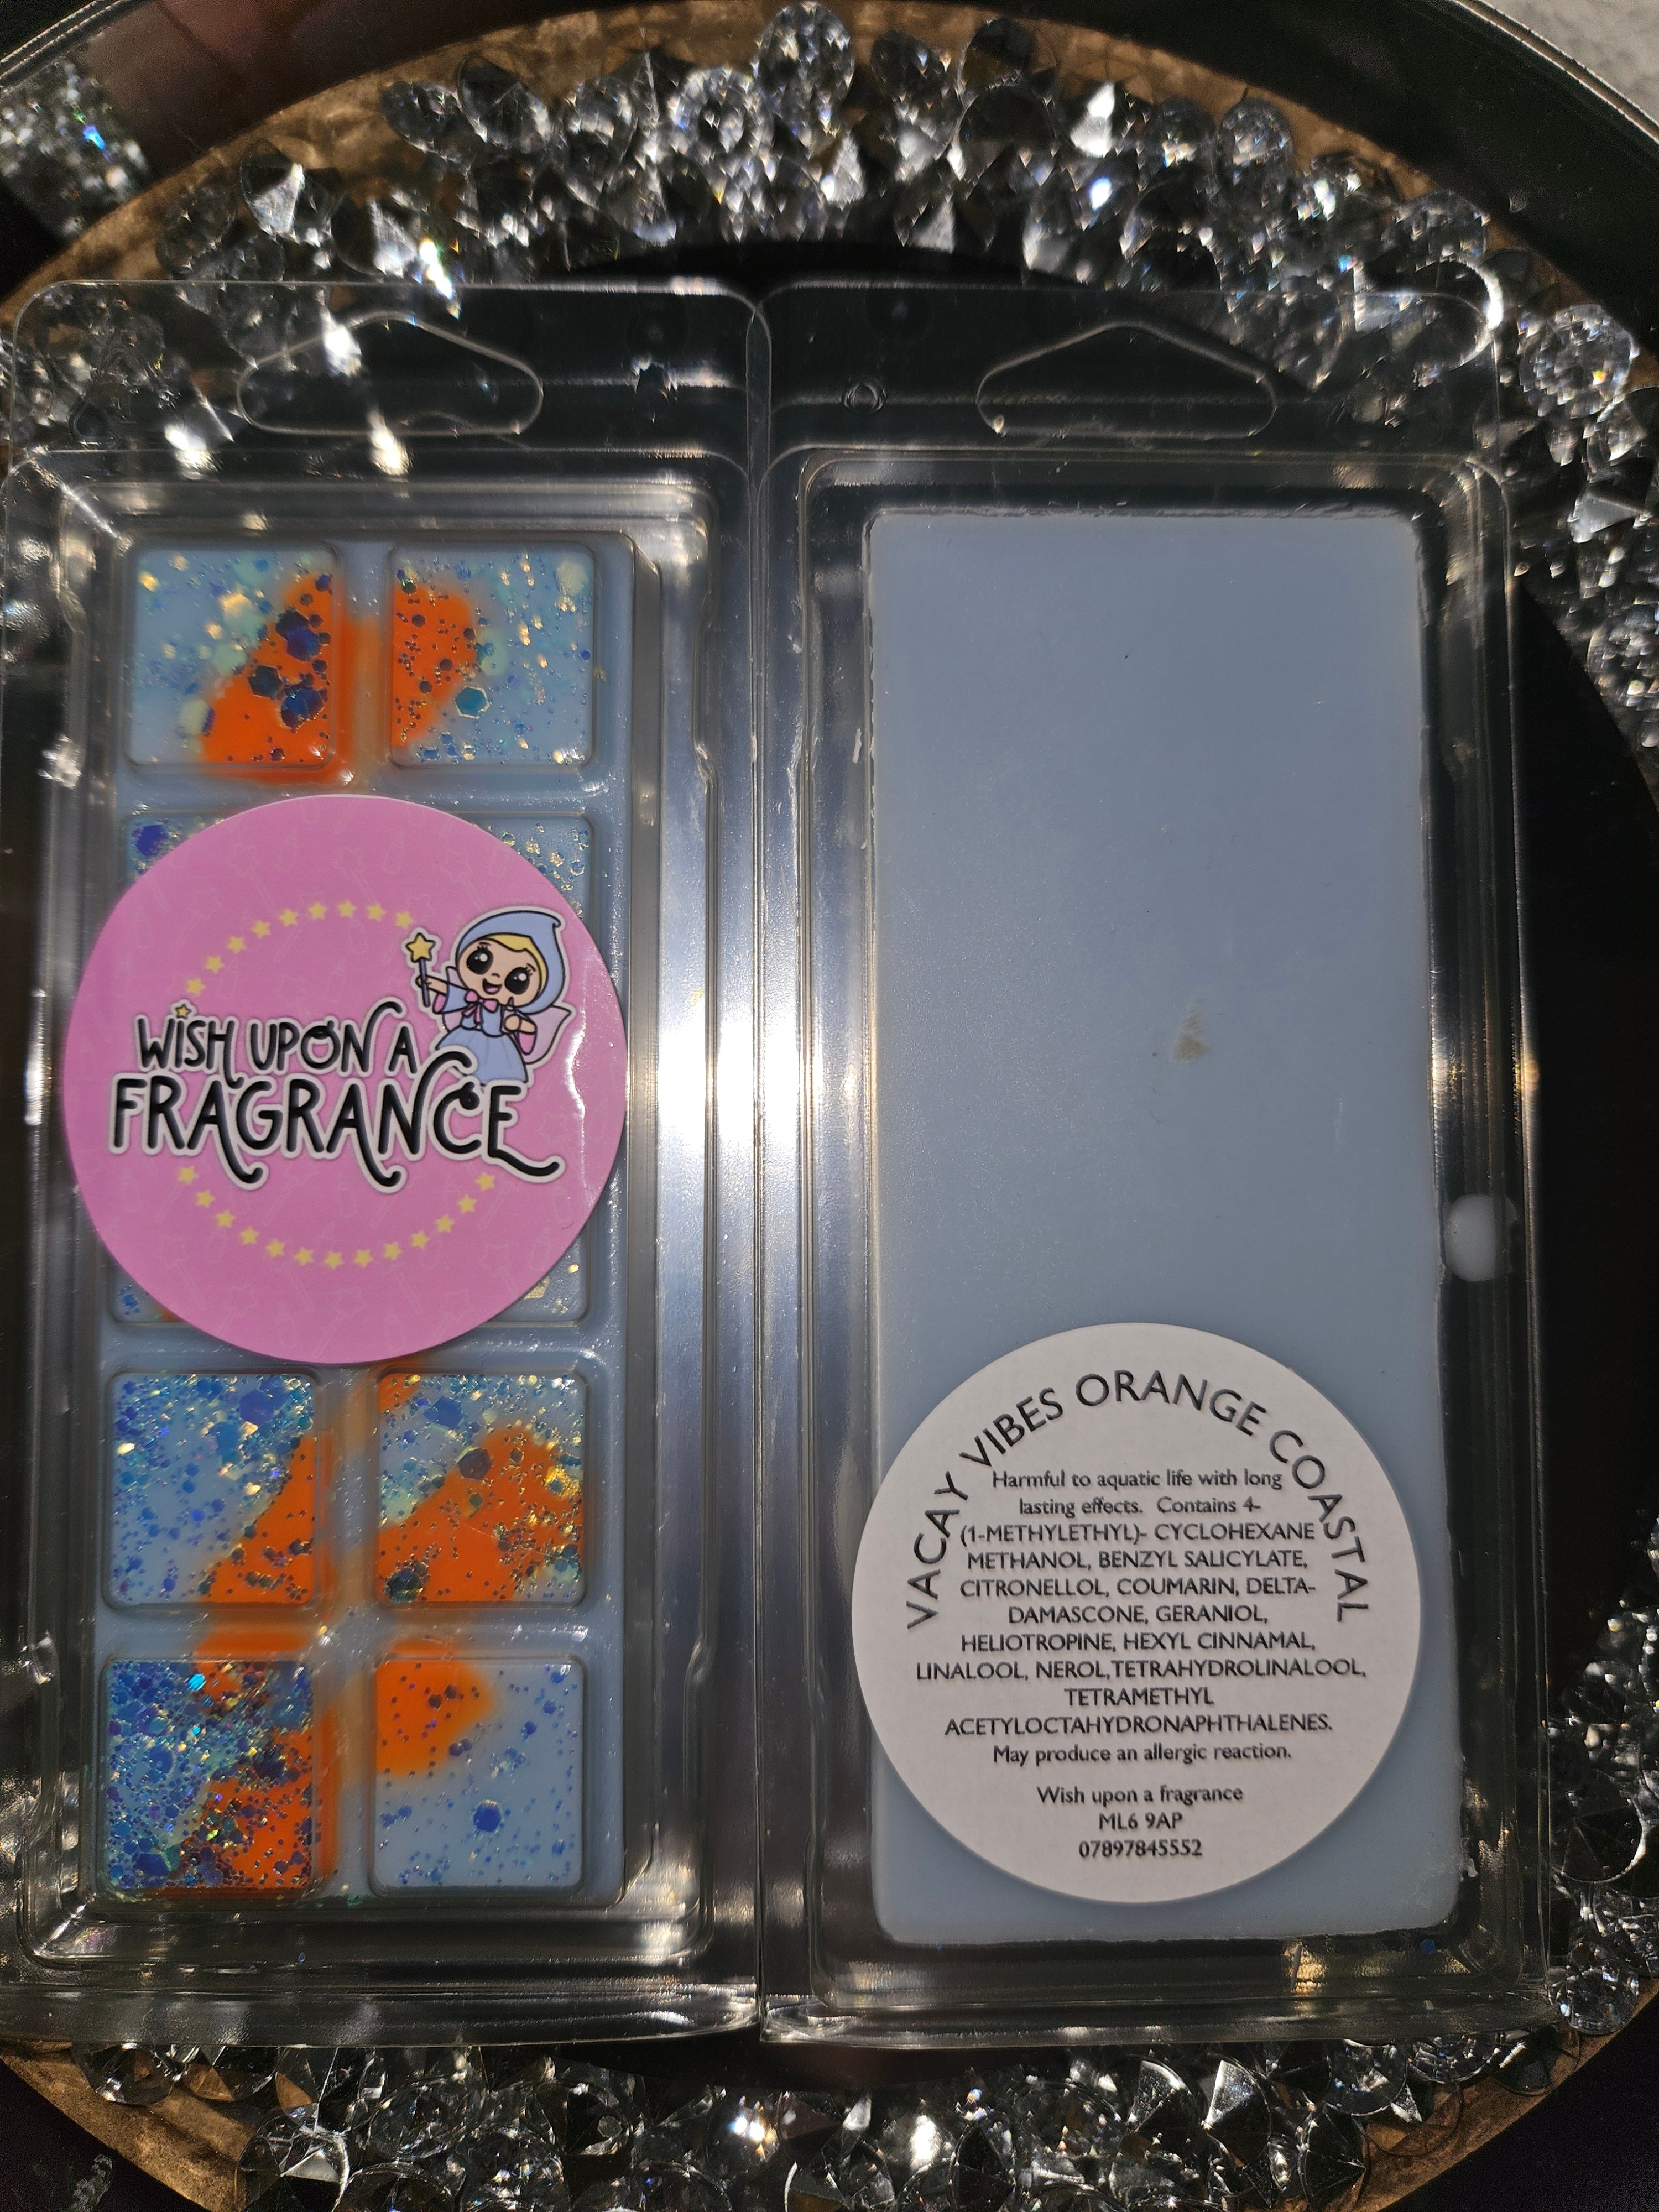 WISH UPON A
FRAGRANCE
VACAY VIBES ORANGE COASTAL
Harmful to aquatic life with long
lasting effects. Contains 4-
(1-METHYLETHYL)- CYCLOHEXANE
METHANOL, BENZYL SALICYLATE,
CITRONELLOL, COUMARIN, DELTA-
DAMASCONE, GERANIOL,
HELIOTROPINE, HEXYL CINNAMAL,
LINALOOL, NEROL,TETRAHYDROLINALOOL,
TETRAMETHYL
ACETYLOCTAHYDRONAPHTHALENES.
May produce an allergic reaction.
Wish upon a fragrance
ML6 9AP
07897845552